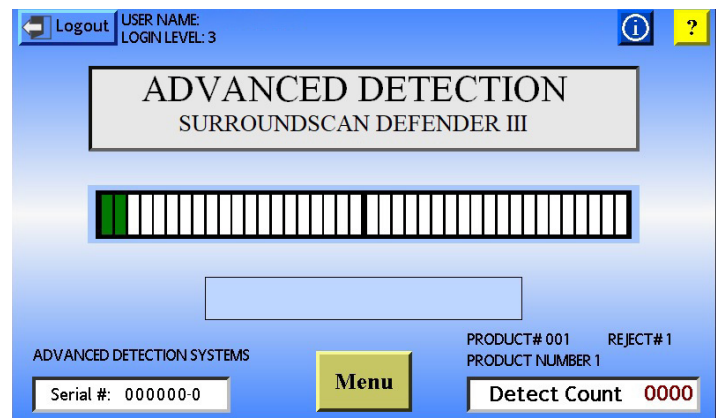 Logout
USER NAME:
LOGIN LEVEL: 3
i
?
ADVANCED DETECTION
SURROUNDSCAN DEFENDER III
ADVANCED DETECTION SYSTEMS
Serial #: 000000-0
Menu
PRODUCT# 001 REJECT# 1
PRODUCT NUMBER 1
Detect Count 0000